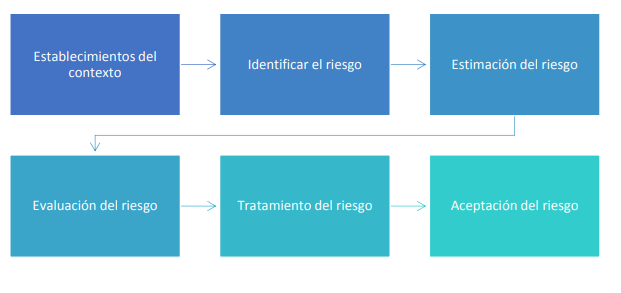 Establecimientos del
contexto
Identificar el riesgo
Estimación del riesgo
Evaluación del riesgo
Tratamiento del riesgo
Aceptación del riesgo